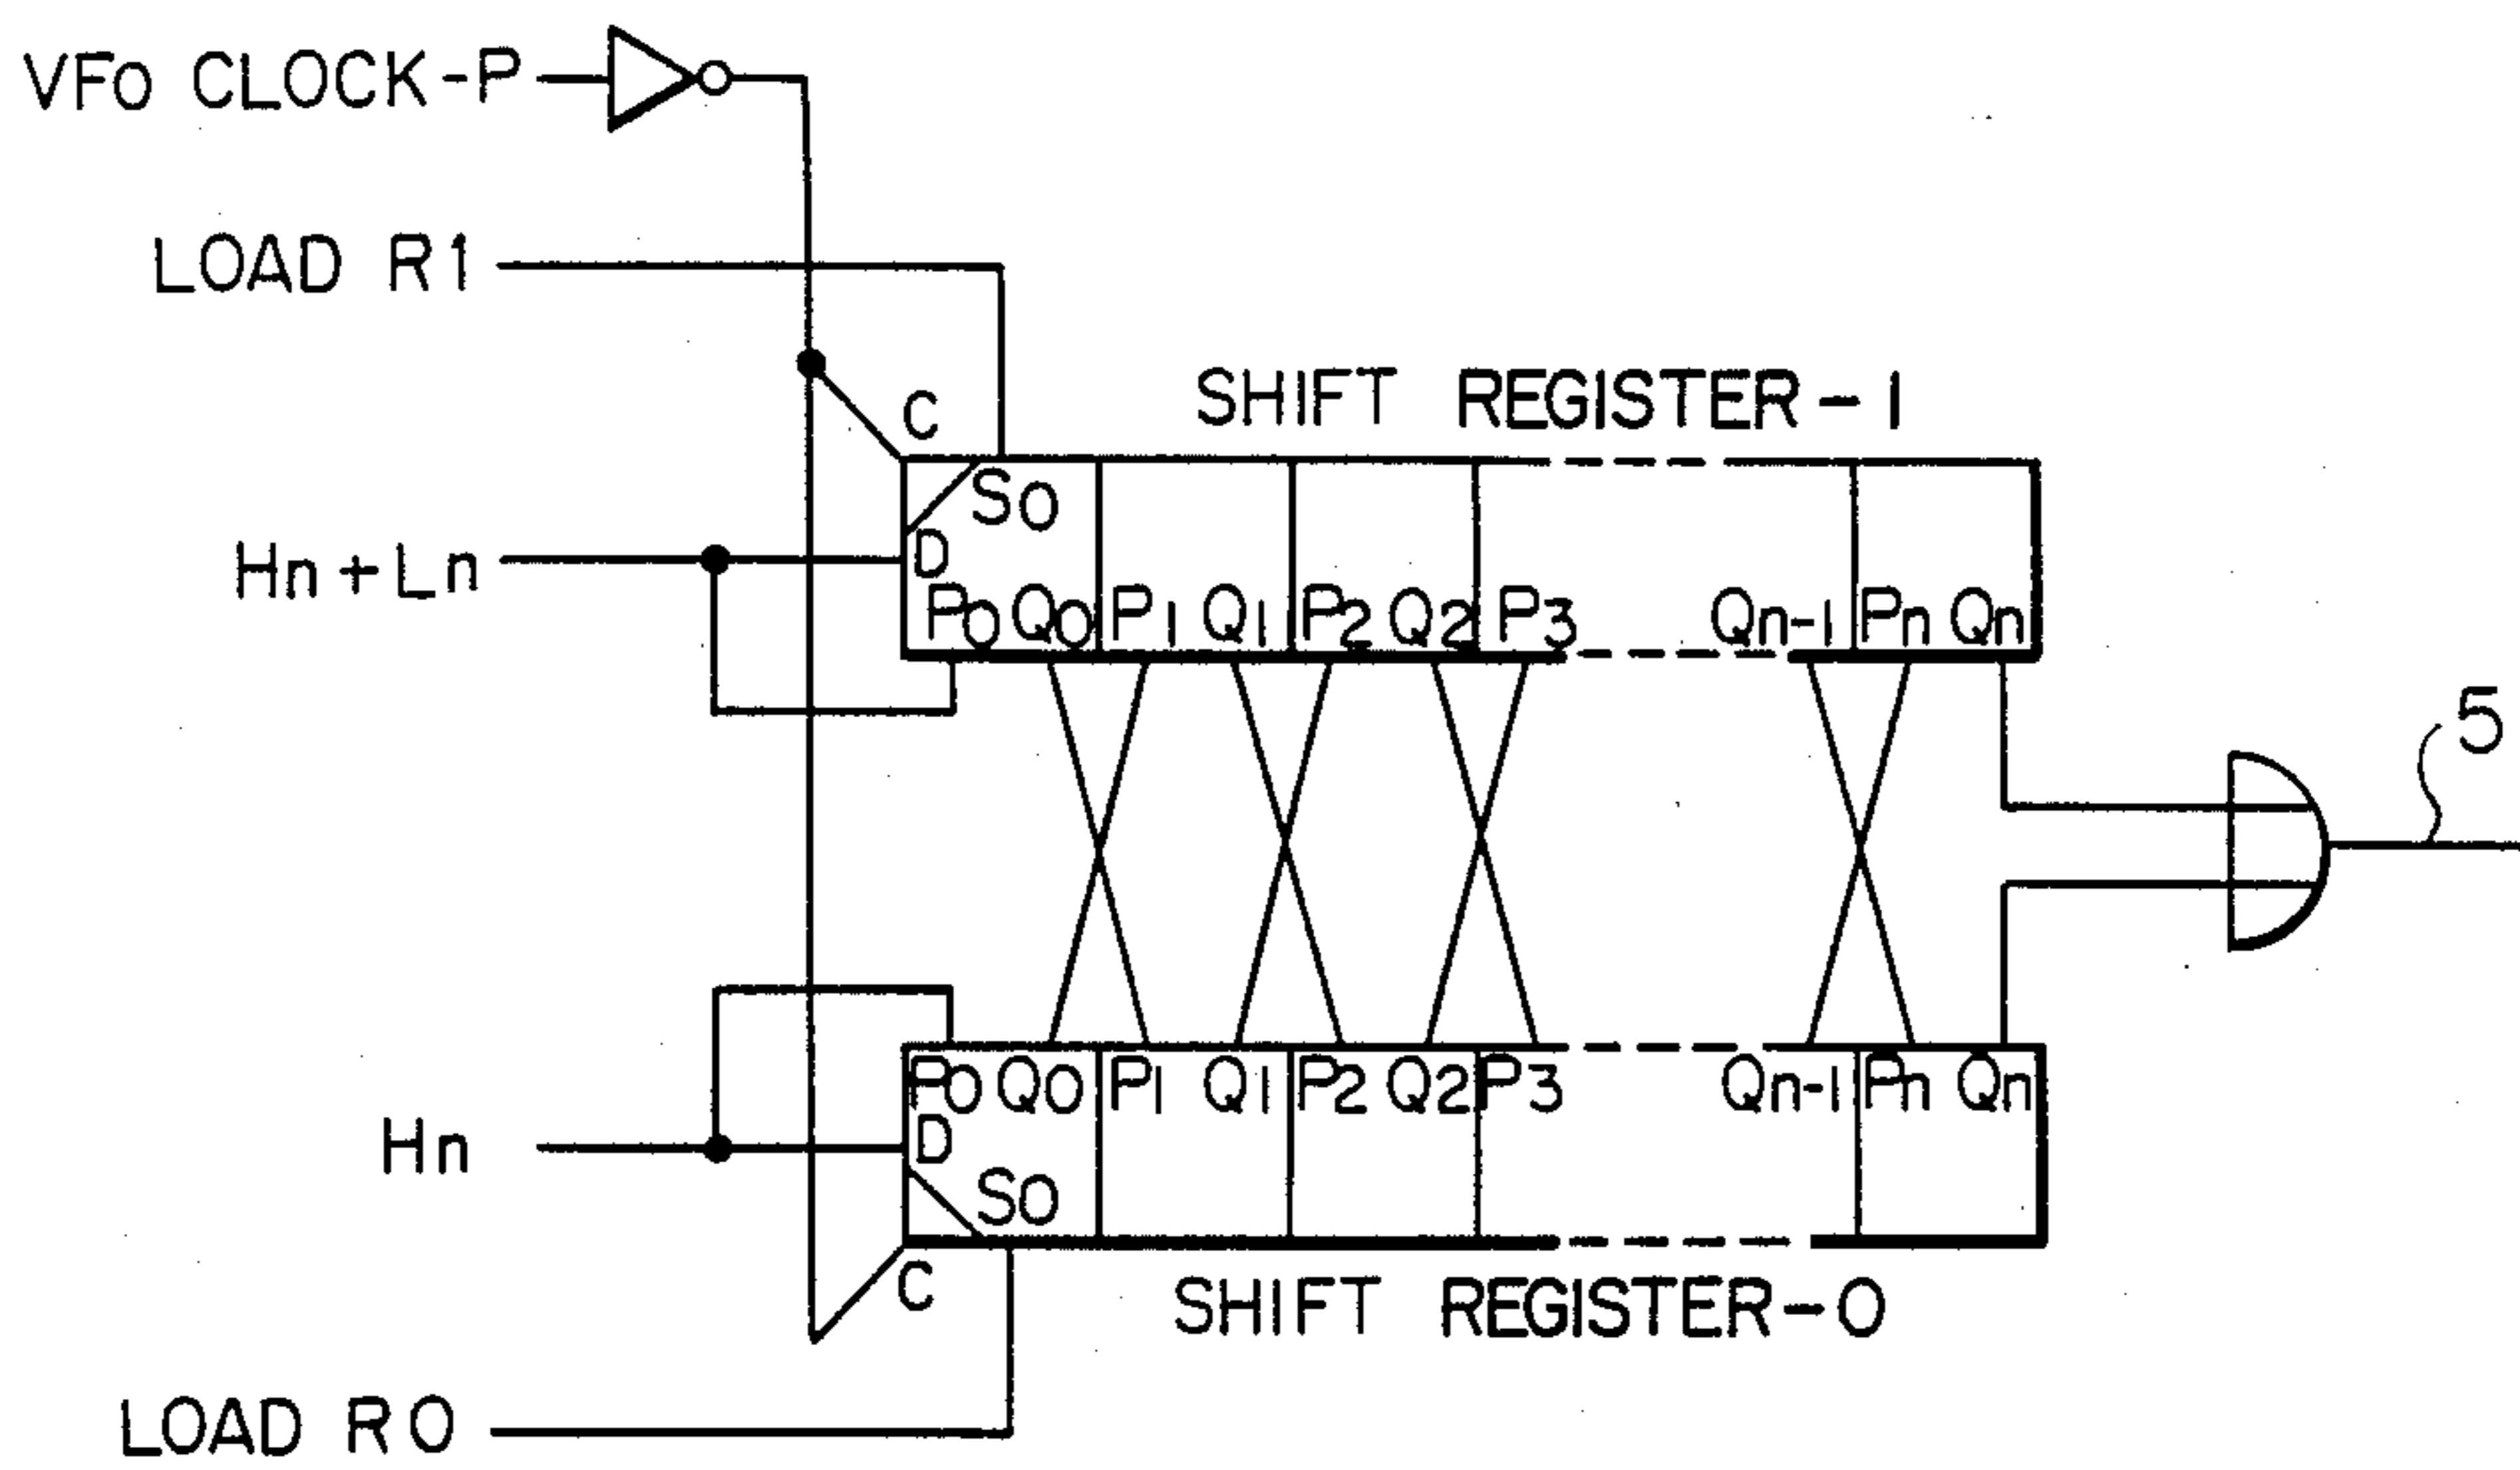 VFO CLOCK-P
LOAD R1
C
SHIFT REGISTER-1
SO
Hn+Ln
D
PO QO P1 Q1 P2 Q2 P3 Qn-1 Pn Qn
5
PO QO P1 Q1 P2 Q2 P3 Qn-1 Pn Qn
Hn
D
SO
C
SHIFT REGISTER-0
LOAD RO